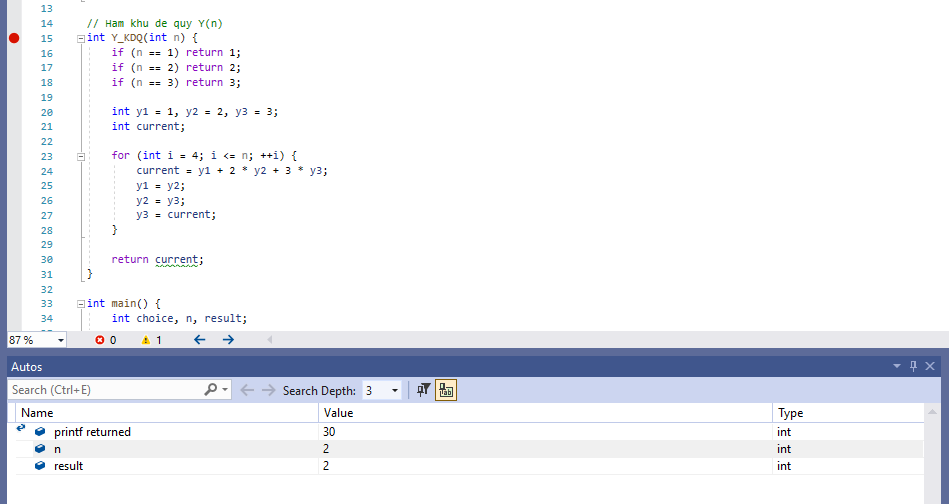 13
14 // Ham khu de quy Y(n)
15 int Y_KDQ(int n) {
16 if (n == 1) return 1;
17 if (n == 2) return 2;
18 if (n == 3) return 3;
19
20 int y1 = 1, y2 = 2, y3 = 3;
21 int current;
22
23 for (int i = 4; i <= n; ++i) {
24 current = y1 + 2 * y2 + 3 * y3;
25 y1 = y2;
26 y2 = y3;
27 y3 = current;
28 }
29
30 return current;
31 }
32
33 int main() {
34 int choice, n, result;
87 % 0 1
Autos
Search (Ctrl+E) Search Depth: 3
Name Value Type
printf returned 30 int
n 2 int
result 2 int